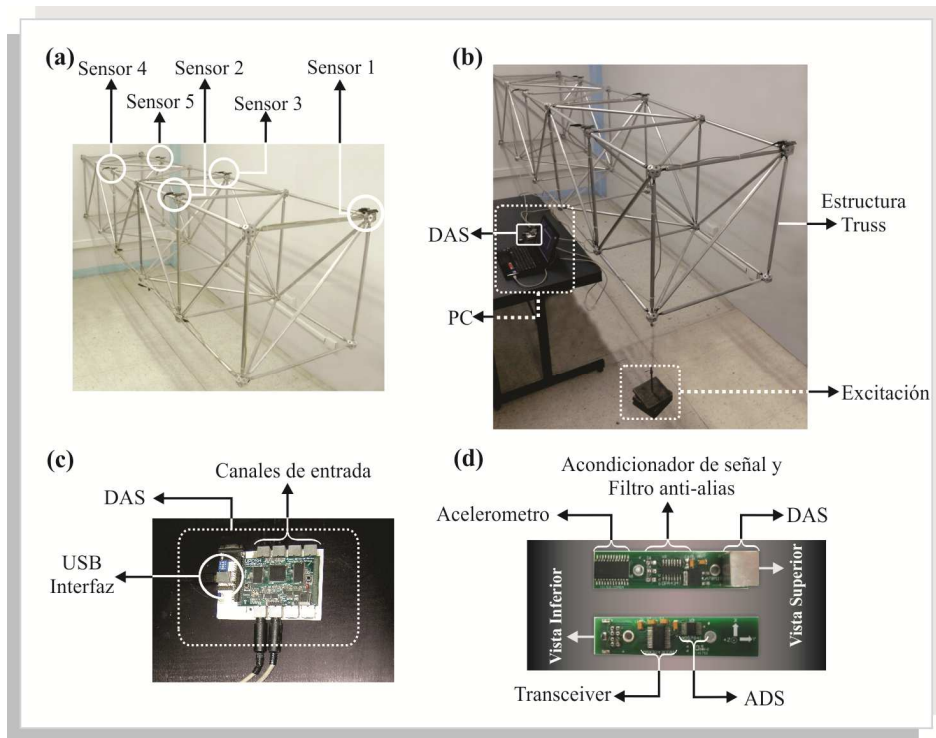 (a)
Sensor 4
Sensor 2
Sensor 1
Sensor 5
Sensor 3
(b)
DAS
PC
Estructura
Truss
Excitación
(c)
Canales de entrada
DAS
USB
Interfaz
(d)
Acondicionador de señal y
Filtro anti-alias
Acelerometro
DAS
Vista Inferior
Vista Superior
Transceiver
ADS